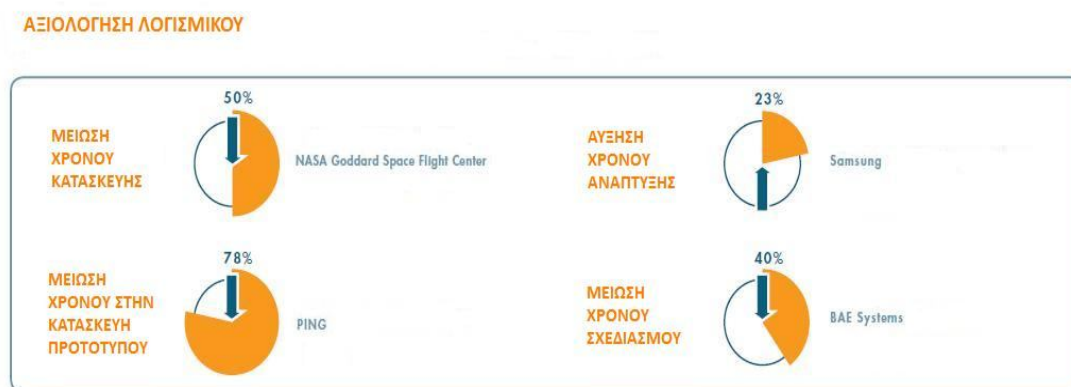 ΑΞΙΟΛΟΓΗΣΗ ΛΟΓΙΣΜΙΚΟΥ
50%
ΜΕΙΩΣΗ
ΧΡΟΝΟΥ
ΚΑΤΑΣΚΕΥΗΣ
NASA Goddard Space Flight Center
23%
ΑΥΞΗΣΗ
ΧΡΟΝΟΥ
ΑΝΑΠΤΥΞΗΣ
Samsung
78%
ΜΕΙΩΣΗ
ΧΡΟΝΟΥ ΣΤΗΝ
ΚΑΤΑΣΚΕΥΗ
ΠΡΟΤΟΤΥΠΟΥ
PING
40%
ΜΕΙΩΣΗ
ΧΡΟΝΟΥ
ΣΧΕΔΙΑΣΜΟΥ
BAE Systems